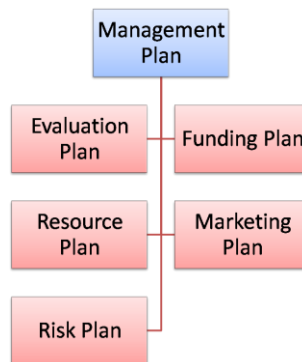 Management
Plan
Evaluation
Plan
Funding Plan
Resource
Plan
Marketing
Plan
Risk Plan